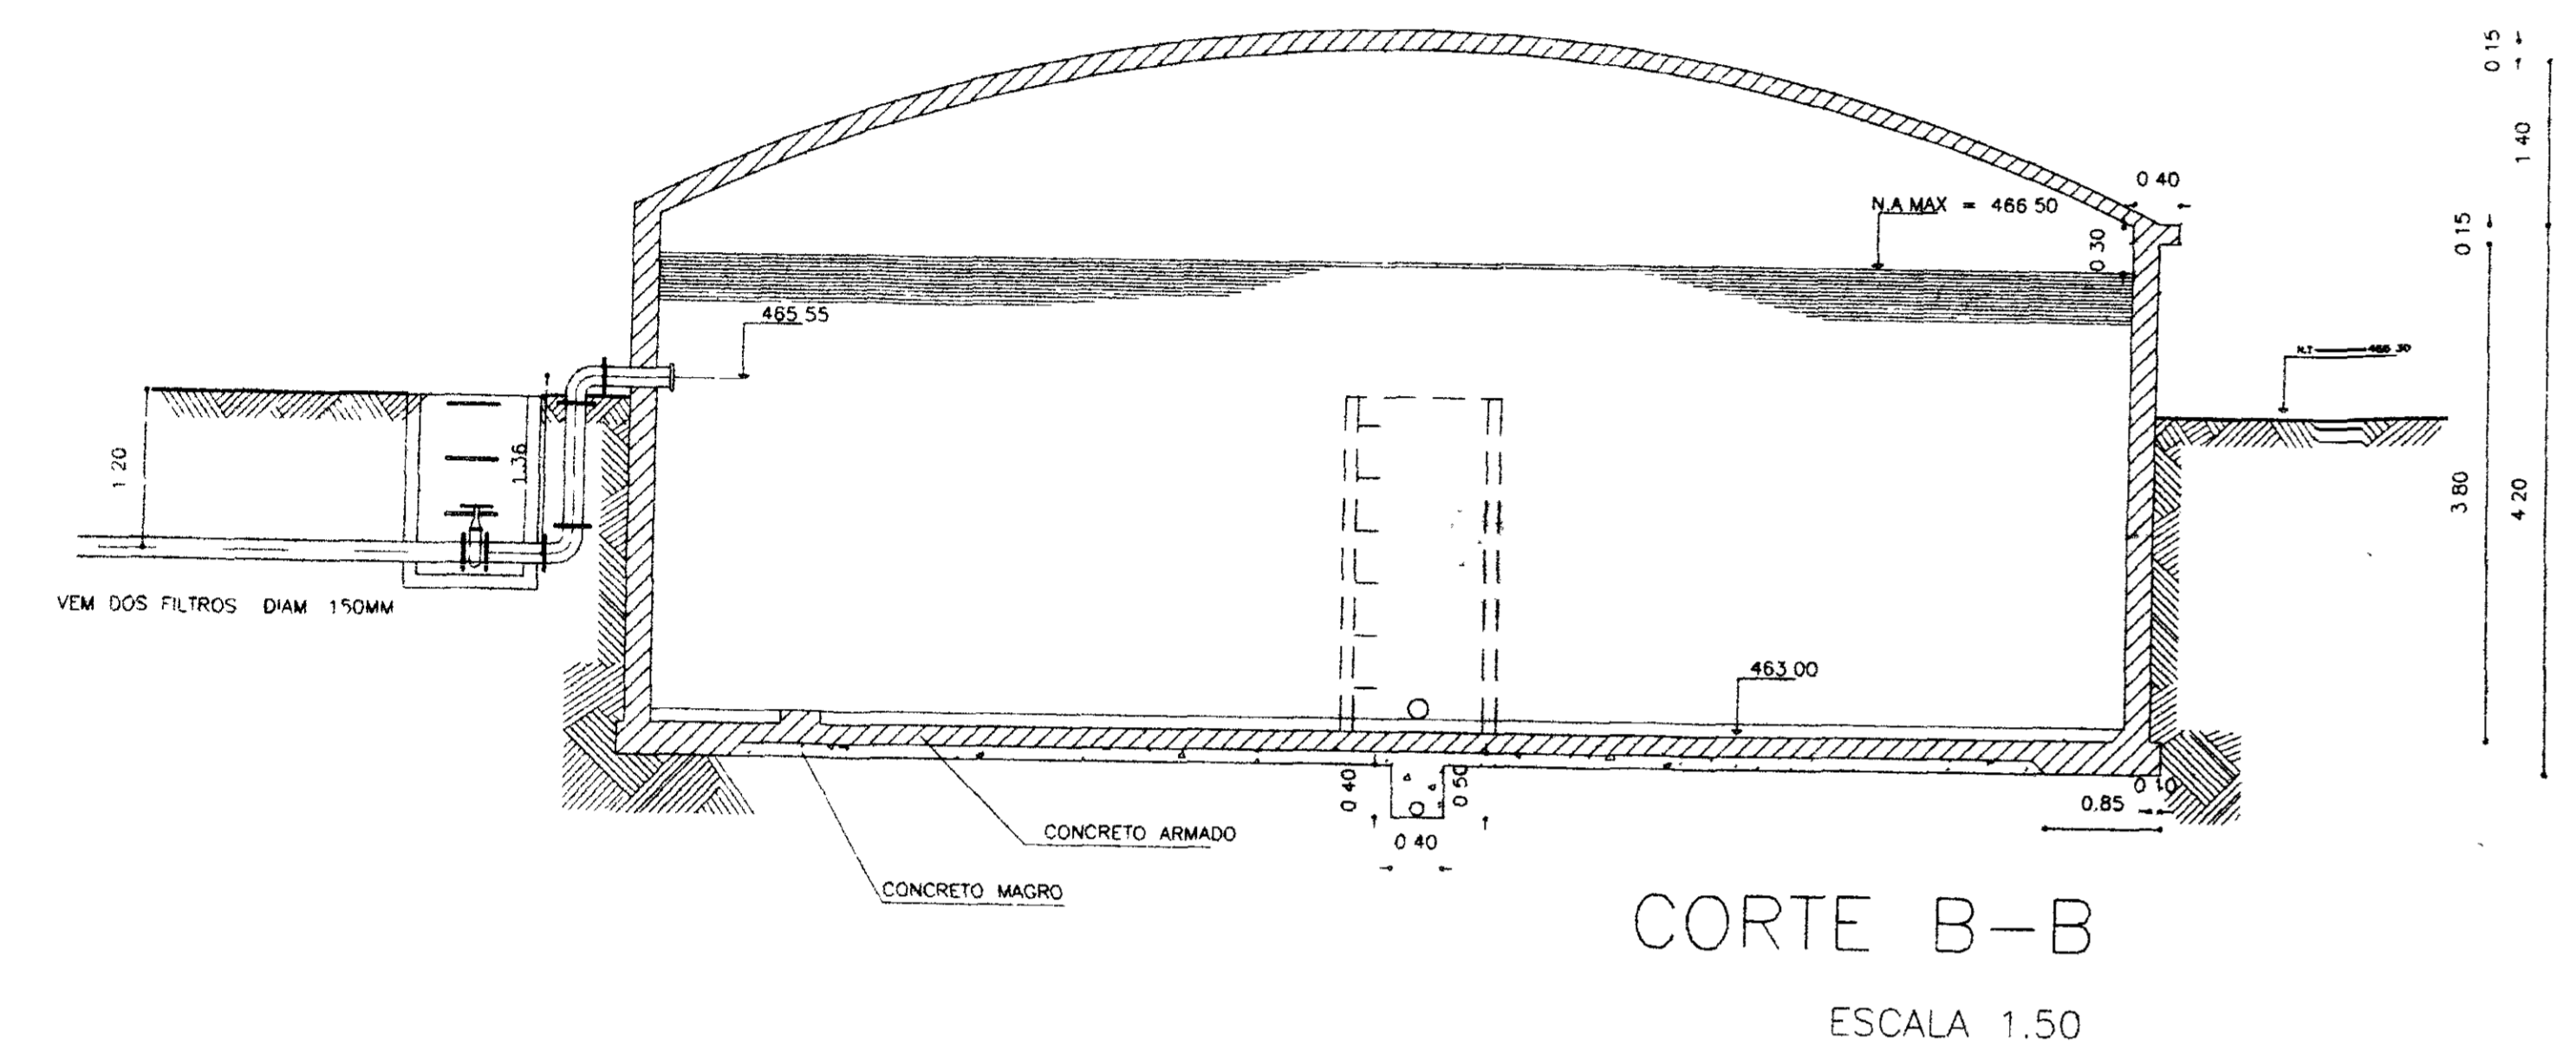 0 15
1 40
0 40
N.A MAX = 466 50
0 15
0 30
465 55
N.T 466 30
1 20
1.36
3 80
4 20
VEM DOS FILTROS DIAM 150MM
463 00
0 40
0 50
0 10
0.85
CONCRETO ARMADO
0 40
CONCRETO MAGRO
CORTE B-B
ESCALA 1.50